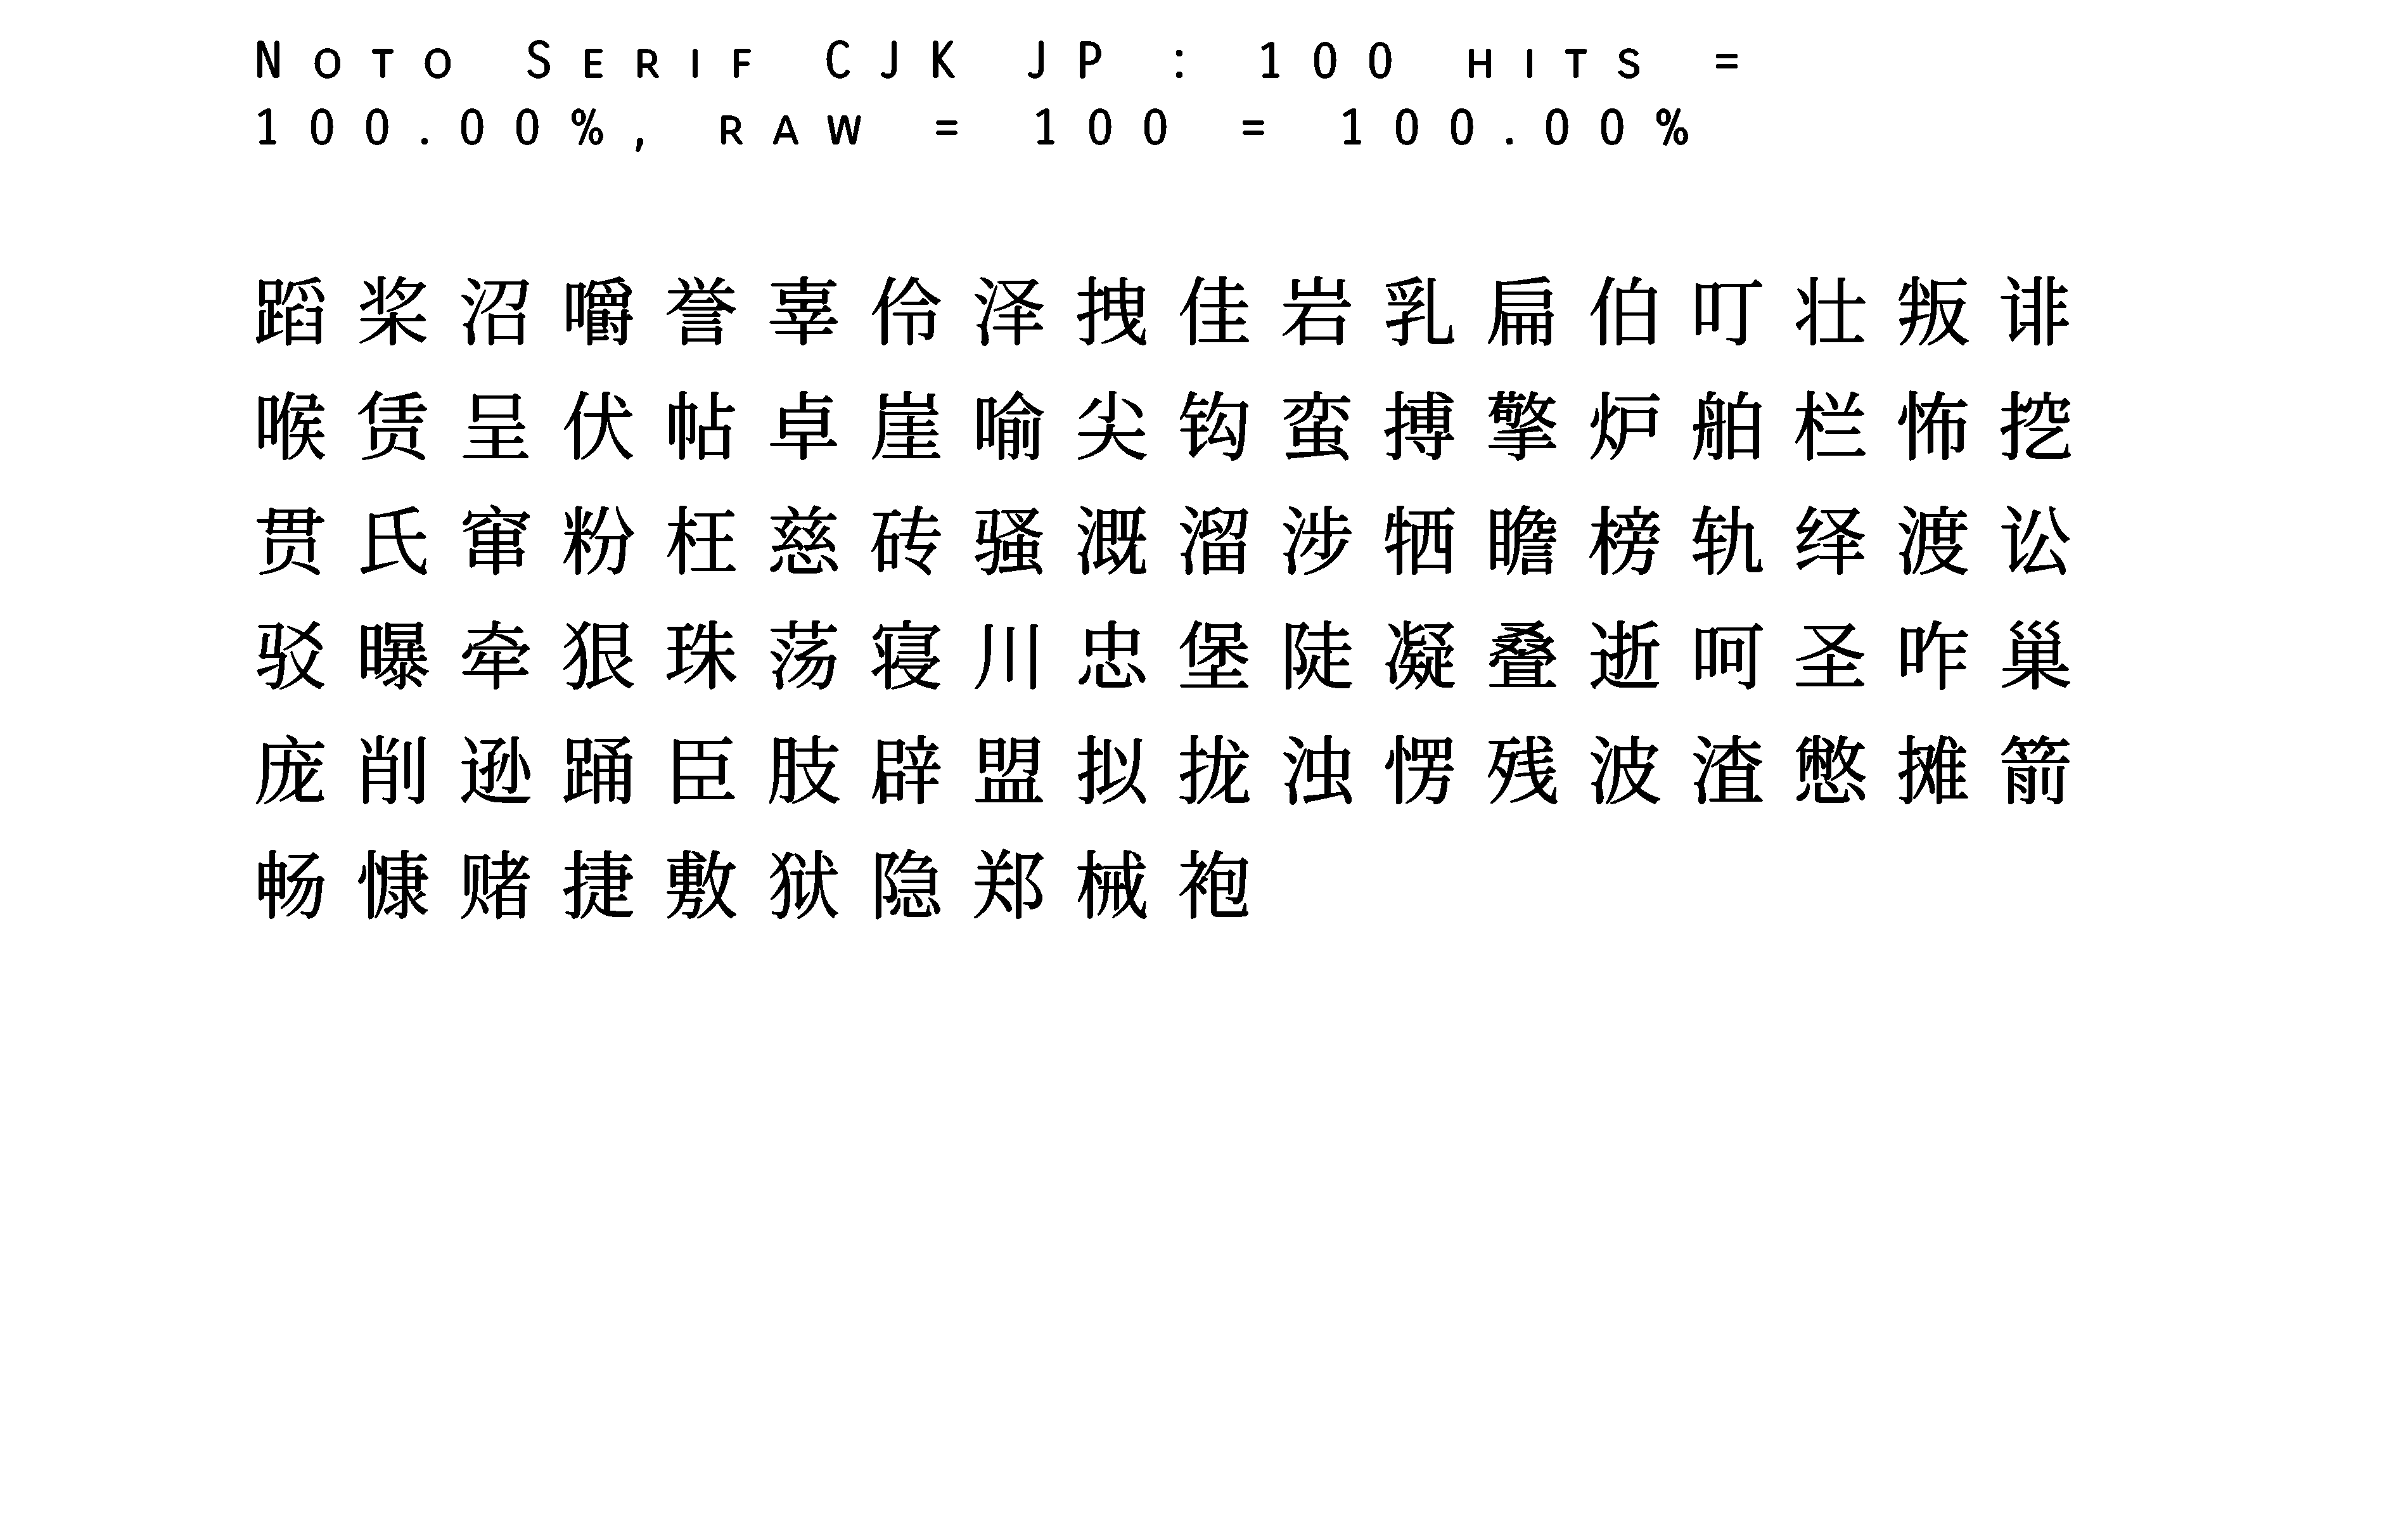 Noto Serif CJK JP : 100 hits =
100.00%, raw = 100 = 100.00%
蹈桨沼嚼誉辜伶泽拽佳岩乳扁伯叮壮叛诽
喉赁呈伏帖卓崖喻尖钩蛮搏擎炉舶栏怖挖
贯氏窜粉枉慈砖骚溉溜涉牺瞻榜轨绎渡讼
驳曝牵狠珠荡寝川忠堡陡凝叠逝呵圣咋巢
庞削逊踊臣肢辟盟拟拢浊愣残波渣憋摊箭
畅慷赌捷敷狱隐郑械袍